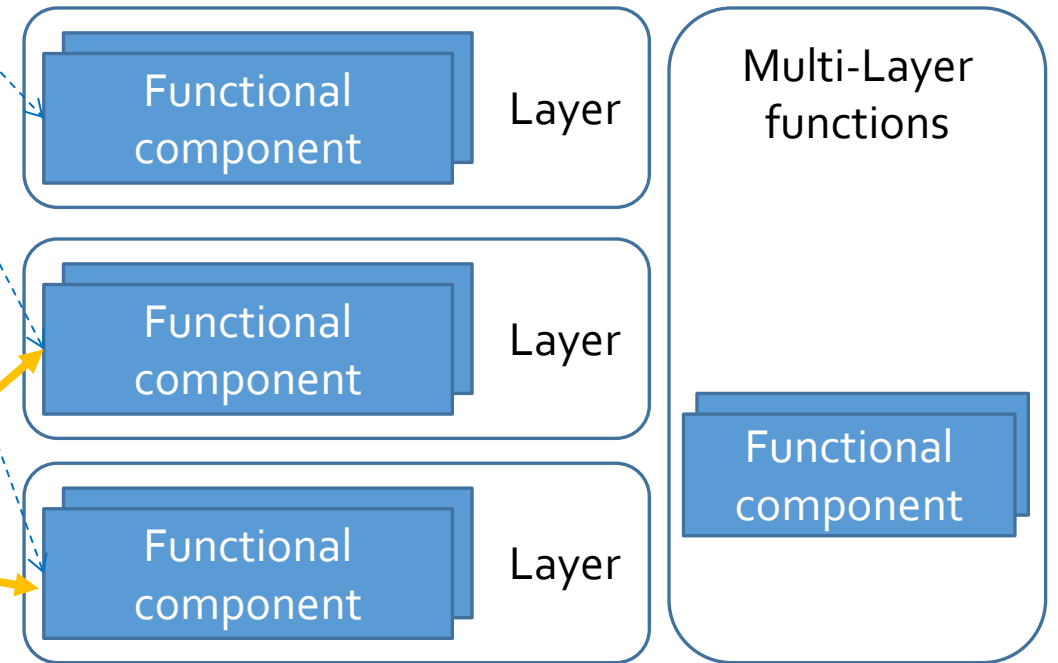 Functional
component
Layer
Functional
component
Layer
Functional
component
Layer
Multi-Layer
functions
Functional
component